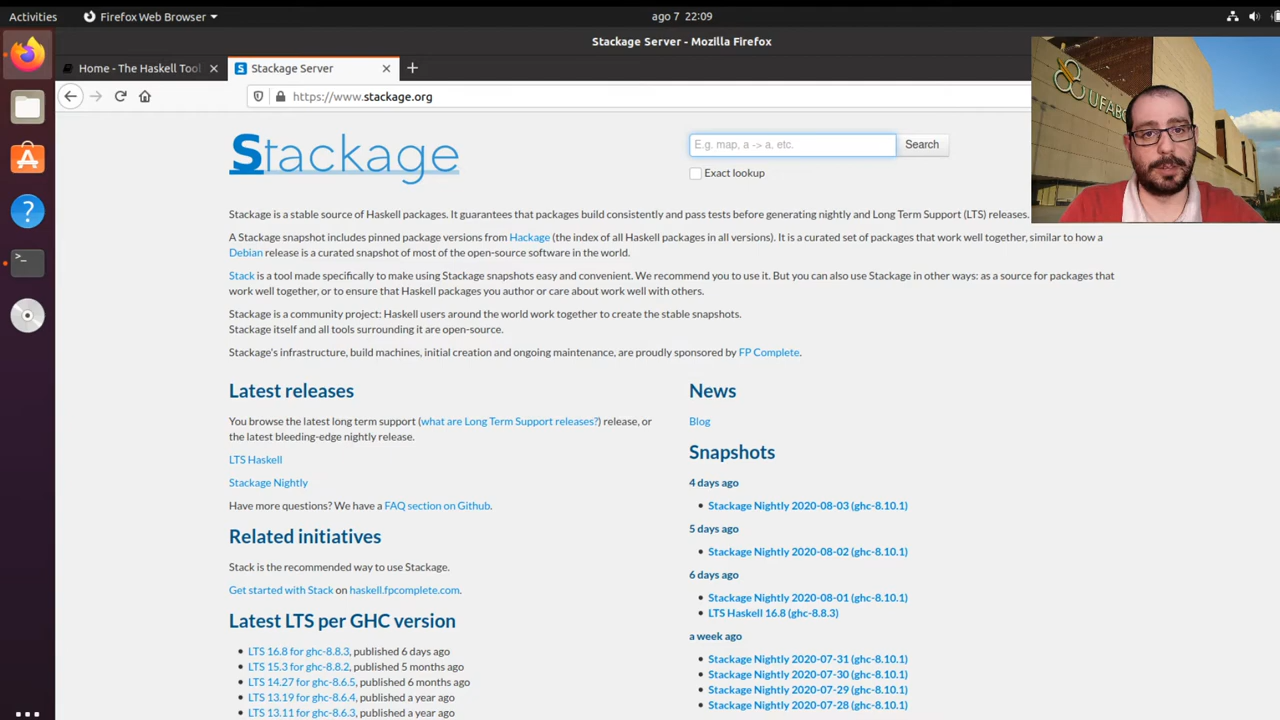 Activities
Firefox Web Browser
ago 7 22:09
Stackage Server - Mozilla Firefox
Home - The Haskell Tool
Stackage Server
https://www.stackage.org
UFABC
Stackage
E.g. map, a -> a. etc.
Search
Exact lookup
Stackage is a stable source of Haskell packages. It guarantees that packages build consistently and pass tests before generating nightly and Long Term Support (LTS) releases.
A Stackage snapshot includes pinned package versions from Hackage (the index of all Haskell packages in all versions). It is a curated set of packages that work well together, similar to how a
Debian release is a curated snapshot of most of the open-source software in the world.
Stack is a tool made specifically to make using Stackage snapshots easy and convenient. We recommend you to use it. But you can also use Stackage in other ways: as a source for packages that
work well together, or to ensure that Haskell packages you author or care about work well with others.
Stackage is a community project: Haskell users around the world work together to create the stable snapshots.
Stackage itself and all tools surrounding it are open-source.
Stackage's infrastructure, build machines, initial creation and ongoing maintenance, are proudly sponsored by FP Complete.
Latest releases
You browse the latest long term support (what are Long Term Support releases?) release, or
the latest bleeding-edge nightly release.
LTS Haskell
Stackage Nightly
Have more questions? We have a FAQ section on Github.
Related initiatives
Stack is the recommended way to use Stackage.
Get started with Stack on haskell.fpcomplete.com.
Latest LTS per GHC version
LTS 16.8 for ghc-8.8.3, published 6 days ago
LTS 15.3 for ghc-8.8.2, published 5 months ago
LTS 14.27 for ghc-8.6.5, published 6 months ago
LTS 13.19 for ghc-8.6.4, published a year ago
LTS 13.11 for ghc-8.6.3, published a year ago
News
Blog
Snapshots
4 days ago
Stackage Nightly 2020-08-03 (ghc-8.10.1)
5 days ago
Stackage Nightly 2020-08-02 (ghc-8.10.1)
6 days ago
Stackage Nightly 2020-08-01 (ghc-8.10.1)
LTS Haskell 16.8 (ghc-8.8.3)
a week ago
Stackage Nightly 2020-07-31 (ghc-8.10.1)
Stackage Nightly 2020-07-30 (ghc-8.10.1)
Stackage Nightly 2020-07-29 (ghc-8.10.1)
Stackage Nightly 2020-07-28 (ghc-8.10.1)